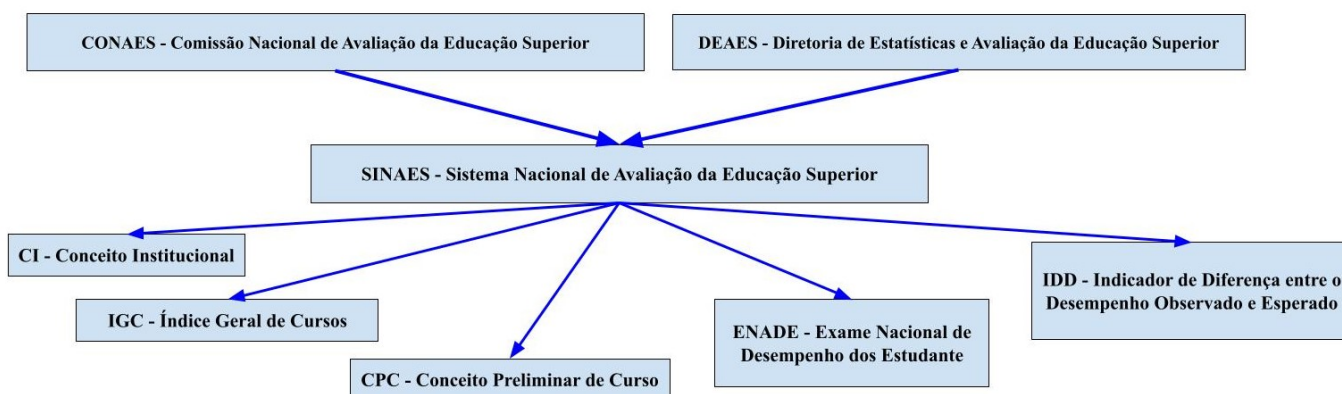 CONAES - Comissão Nacional de Avaliação da Educação Superior
DEAES - Diretoria de Estatísticas e Avaliação da Educação Superior
SINAES - Sistema Nacional de Avaliação da Educação Superior
CI - Conceito Institucional
IGC - Índice Geral de Cursos
CPC - Conceito Preliminar de Curso
ENADE - Exame Nacional de
Desempenho dos Estudante
IDD - Indicador de Diferença entre o
Desempenho Observado e Esperado